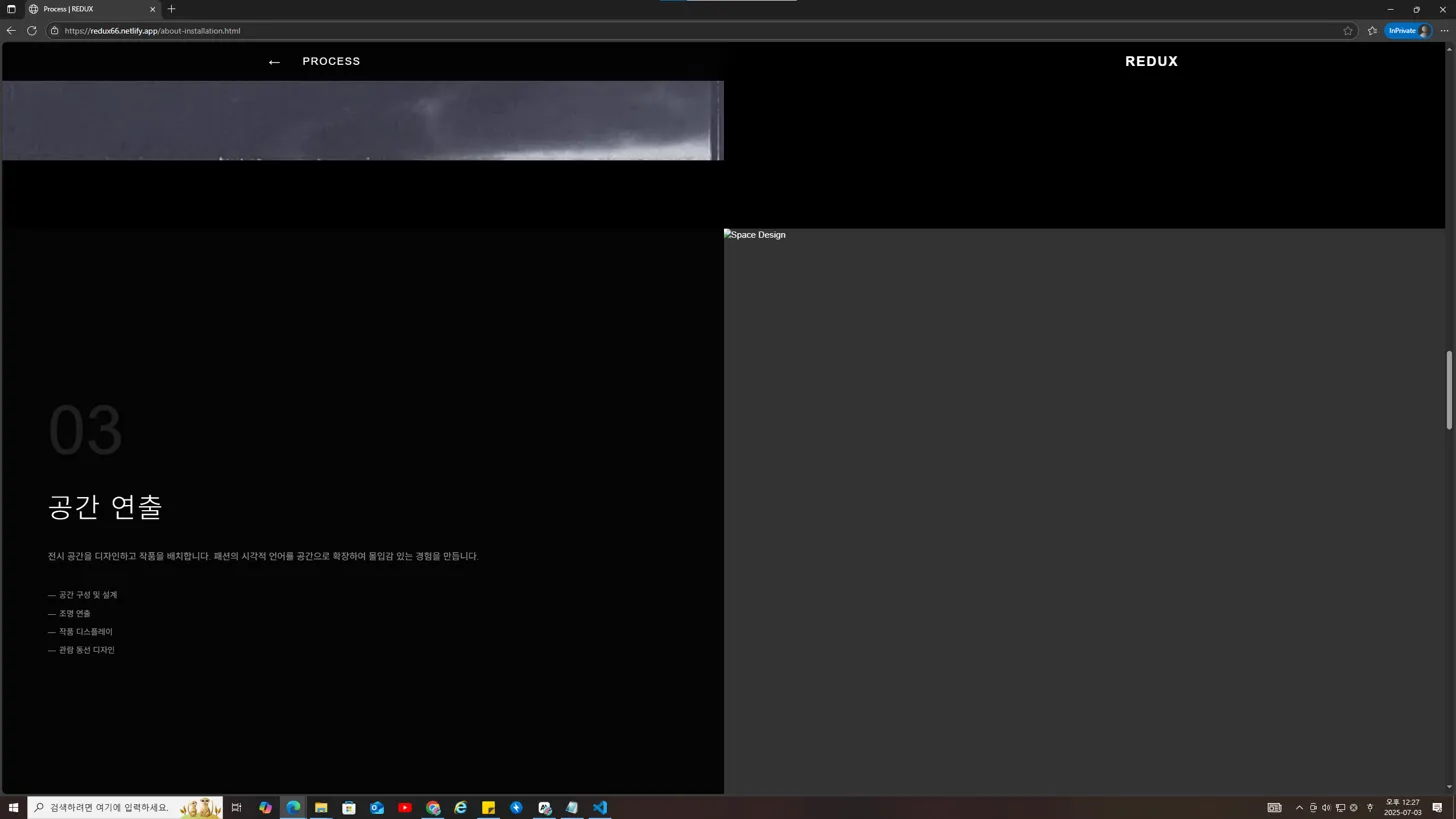 Process | REDUX
https://redux66.netlify.app/about-installation.html
InPrivate
← PROCESS
REDUX
Space Design
03
공간 연출
전시 공간을 디자인하고 작품을 배치합니다. 패션의 시각적 언어를 공간으로 확장하여 몰입감 있는 경험을 만듭니다.
— 공간 구성 및 설계
— 조명 연출
— 작품 디스플레이
— 관람 동선 디자인
검색하려면 여기에 입력하세요.
오후 12:27
2025-07-03